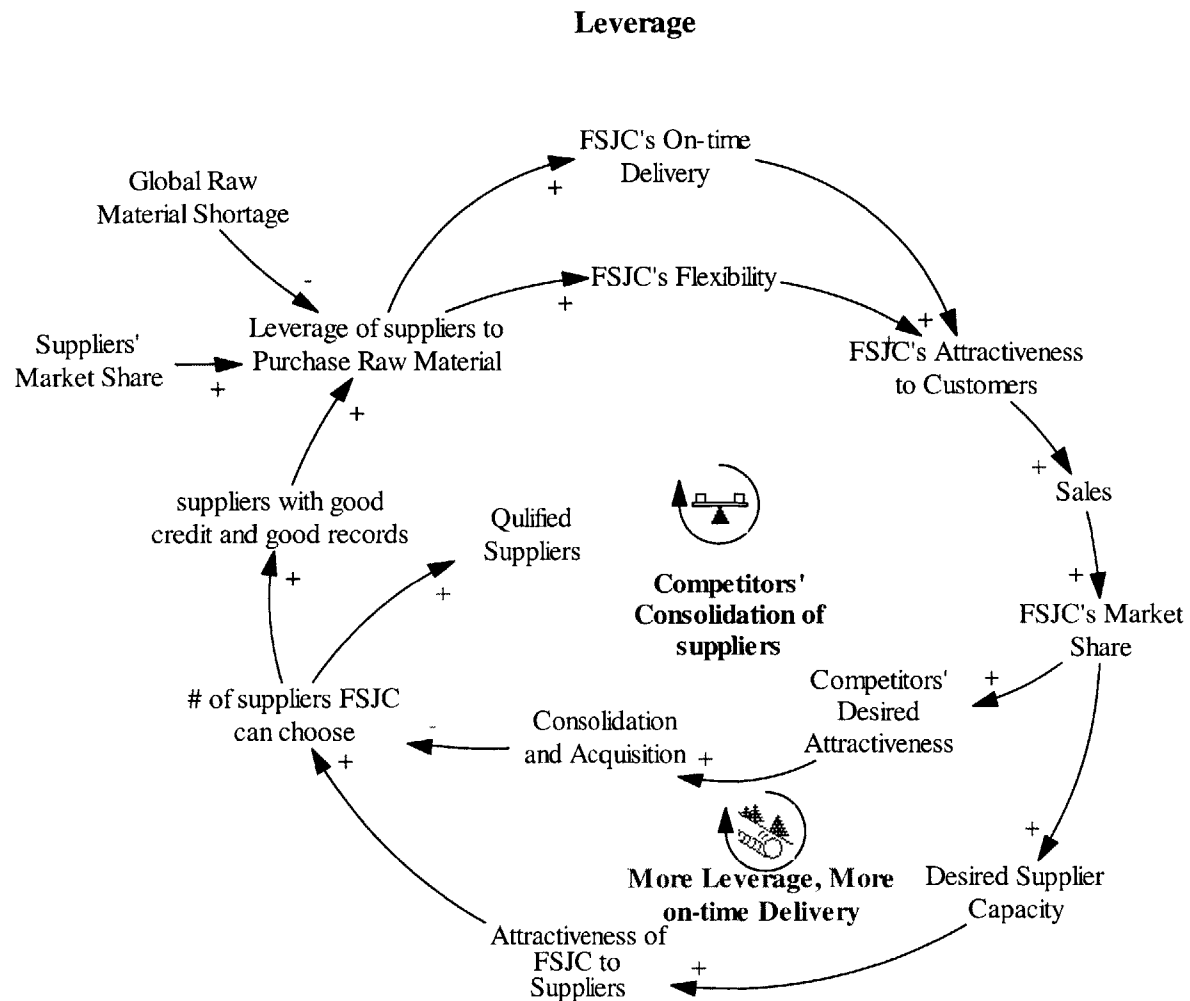 Leverage
FSJC's On-time
Delivery
+
Global Raw
Material Shortage
-
FSJC's Flexibility
+
Leverage of suppliers to
Purchase Raw Material
Suppliers'
Market Share
+
+
+
+
FSJC's Attractiveness
to Customers
+
Sales
suppliers with good
credit and good records
+
Qulified
Suppliers
+
Competitors'
Consolidation of
suppliers
+
FSJC's Market
Share
# of suppliers FSJC
can choose
-
+
Consolidation
and Acquisition
+
Competitors'
Desired
Attractiveness
+
+
More Leverage, More
on-time Delivery
Desired Supplier
Capacity
Attractiveness of
FSJC to
Suppliers
+